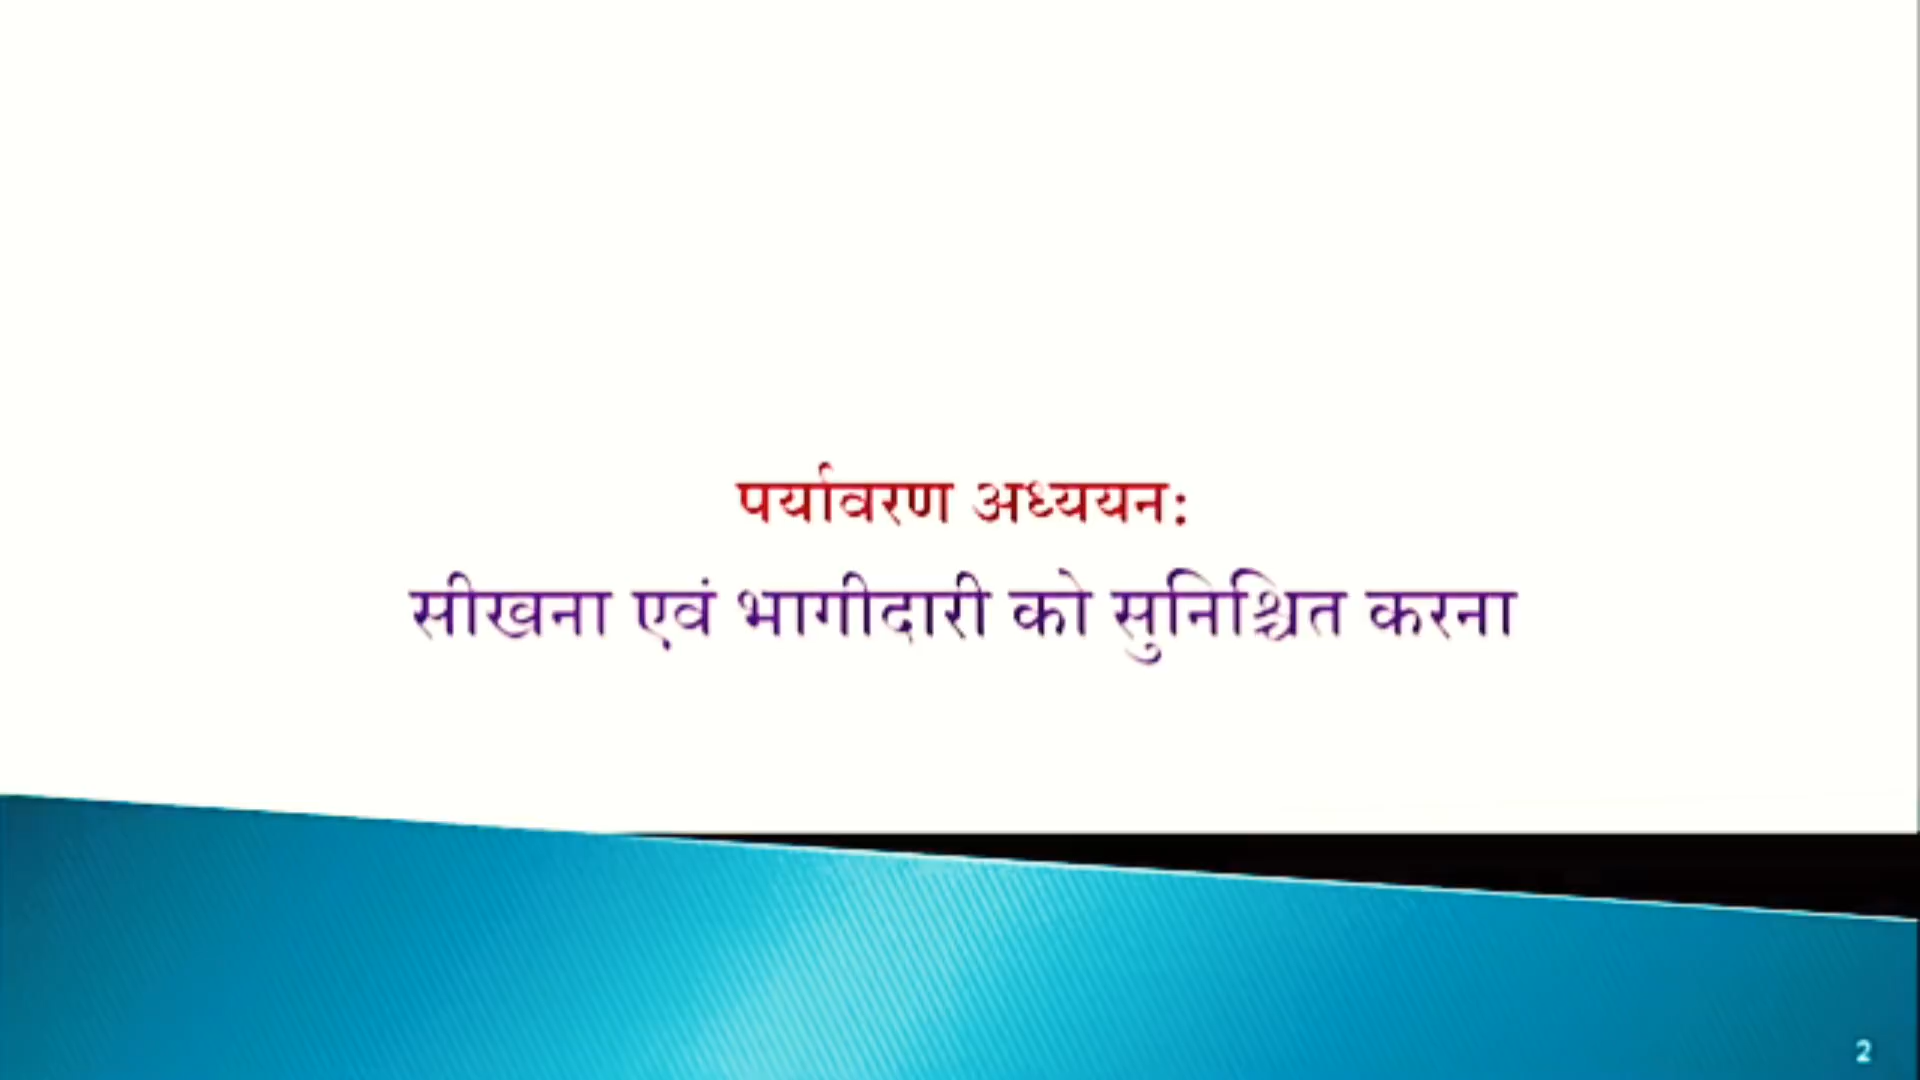 पर्यावरण अध्ययन:
सीखना एवं भागीदारी को सुनिश्चित करना
2